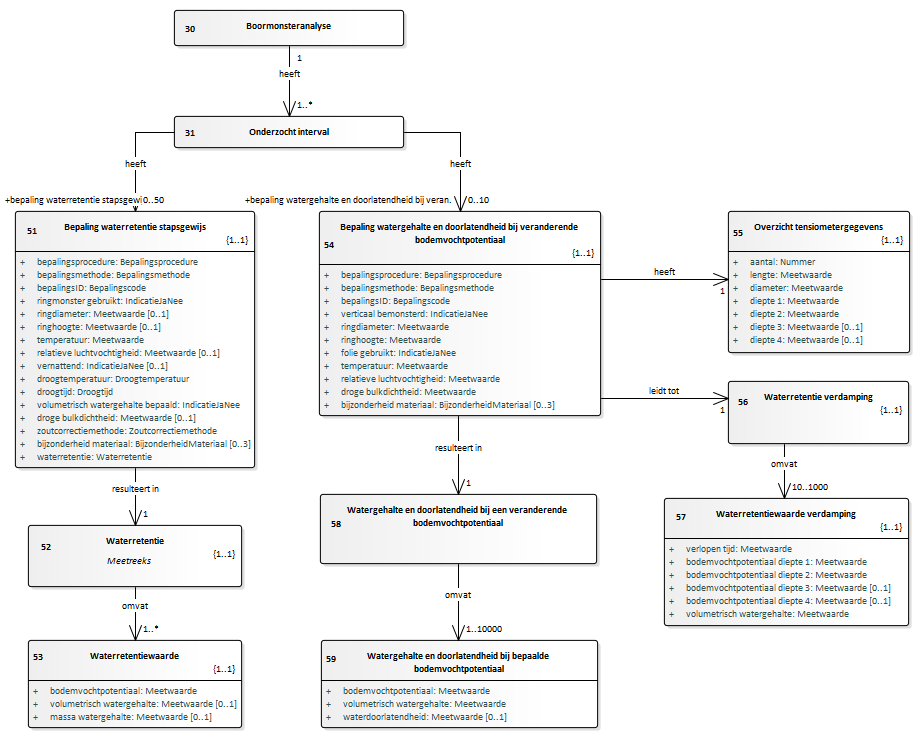 30 Boormonsteranalyse
1
heeft
1..*
31 Onderzocht interval
heeft
heeft
+bepaling waterretentie stapsgewi 0..50
+bepaling watergehalte en doorlatendheid bij veran. 0..10
51 Bepaling waterretentie stapsgewijs
{1..1}
+ bepalingsprocedure: Bepalingsprocedure
+ bepalingsmethode: Bepalingsmethode
+ bepalingsID: Bepalingscode
+ ringmonster gebruikt: IndicatieJaNee
+ ringdiameter: Meetwaarde [0..1]
+ ringhoogte: Meetwaarde [0..1]
+ temperatuur: Meetwaarde
+ relatieve luchtvochtigheid: Meetwaarde [0..1]
+ vernattend: IndicatieJaNee [0..1]
+ droogtemperatuur: Droogtemperatuur
+ droogtijd: Droogtijd
+ volumetrisch watergehalte bepaald: IndicatieJaNee
+ droge bulkdichtheid: Meetwaarde [0..1]
+ zoutcorrectiemethode: Zoutcorrectiemethode
+ bijzonderheid materiaal: BijzonderheidMateriaal [0..3]
+ waterretentie: Waterretentie
resulteert in
1
52 Waterretentie
Meetreeks
{1..1}
omvat
1..*
53 Waterretentiewaarde
{1..1}
+ bodemvochtpotentiaal: Meetwaarde
+ volumetrisch watergehalte: Meetwaarde [0..1]
+ massa watergehalte: Meetwaarde [0..1]
54 Bepaling watergehalte en doorlatendheid bij veranderende
bodemvochtpotentiaal
{1..1}
+ bepalingsprocedure: Bepalingsprocedure
+ bepalingsmethode: Bepalingsmethode
+ bepalingsID: Bepalingscode
+ verticaal bemonsterd: IndicatieJaNee
+ ringdiameter: Meetwaarde
+ ringhoogte: Meetwaarde
+ folie gebruikt: IndicatieJaNee
+ temperatuur: Meetwaarde
+ relatieve luchtvochtigheid: Meetwaarde
+ droge bulkdichtheid: Meetwaarde
+ bijzonderheid materiaal: BijzonderheidMateriaal [0..3]
resulteert in
1
58 Watergehalte en doorlatendheid bij een veranderende
bodemvochtpotentiaal
omvat
1..10000
59 Watergehalte en doorlatendheid bij bepaalde
bodemvochtpotentiaal
+ bodemvochtpotentiaal: Meetwaarde
+ volumetrisch watergehalte: Meetwaarde
+ waterdoorlatendheid: Meetwaarde [0..1]
heeft
1
55 Overzicht tensiometergegevens
{1..1}
+ aantal: Nummer
+ lengte: Meetwaarde
+ diameter: Meetwaarde
+ diepte 1: Meetwaarde
+ diepte 2: Meetwaarde
+ diepte 3: Meetwaarde [0..1]
+ diepte 4: Meetwaarde [0..1]
leidt tot
1
56 Waterretentie verdamping
{1..1}
omvat
10..1000
57 Waterretentiewaarde verdamping
{1..1}
+ verlopen tijd: Meetwaarde
+ bodemvochtpotentiaal diepte 1: Meetwaarde
+ bodemvochtpotentiaal diepte 2: Meetwaarde
+ bodemvochtpotentiaal diepte 3: Meetwaarde [0..1]
+ bodemvochtpotentiaal diepte 4: Meetwaarde [0..1]
+ volumetrisch watergehalte: Meetwaarde